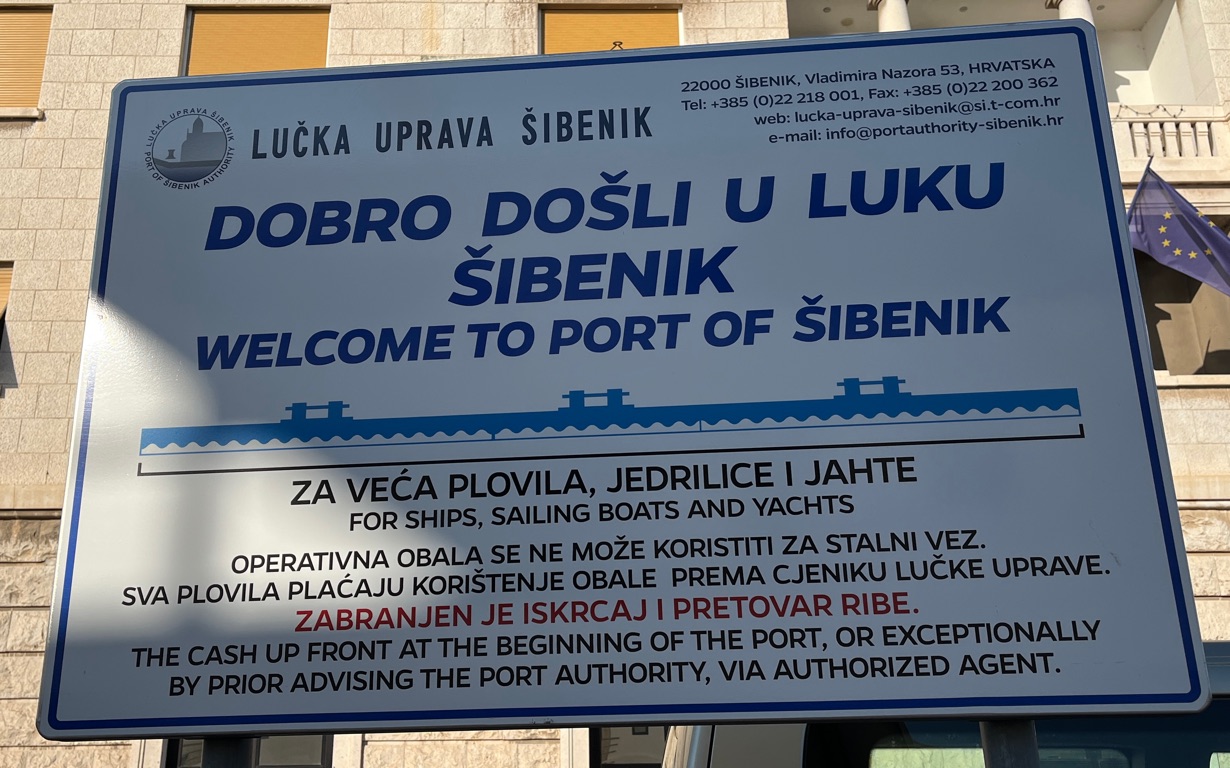 LUČKA UPRAVA ŠIBENIK
PORT OF ŠIBENIK AUTHORITY
LUČKA UPRAVA ŠIBENIK
22000 ŠIBENIK, Vladimira Nazora 53, HRVATSKA
Tel: +385 (0)22 218 001, Fax: +385 (0)22 200 362
web: lucka-uprava-sibenik@si.t-com.hr
e-mail: info@portauthority-sibenik.hr
DOBRO DOŠLI U LUKU
ŠIBENIK
WELCOME TO PORT OF ŠIBENIK
ZA VEĆA PLOVILA, JEDRILICE I JAHTE
FOR SHIPS, SAILING BOATS AND YACHTS
OPERATIVNA OBALA SE NE MOŽE KORISTITI ZA STALNI VEZ.
SVA PLOVILA PLAĆAJU KORIŠTENJE OBALE PREMA CJENIKU LUČKE UPRAVE.
ZABRANJEN JE ISKRCAJ I PRETOVAR RIBE.
THE CASH UP FRONT AT THE BEGINNING OF THE PORT, OR EXCEPTIONALLY
BY PRIOR ADVISING THE PORT AUTHORITY, VIA AUTHORIZED AGENT.